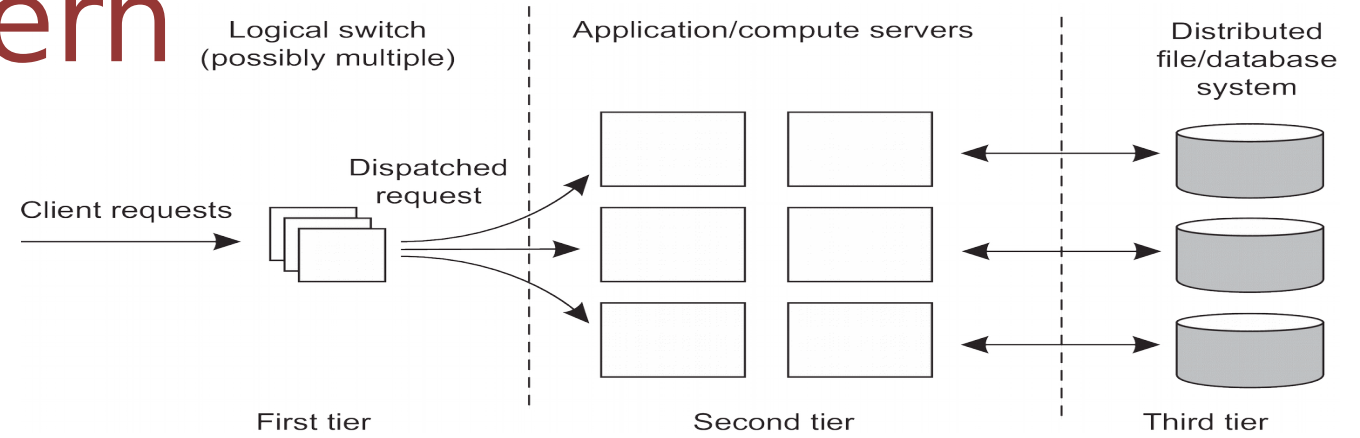 ern
Logical switch
(possibly multiple)
Application/compute servers
Distributed
file/database
system
Dispatched
request
Client requests
First tier
Second tier
Third tier